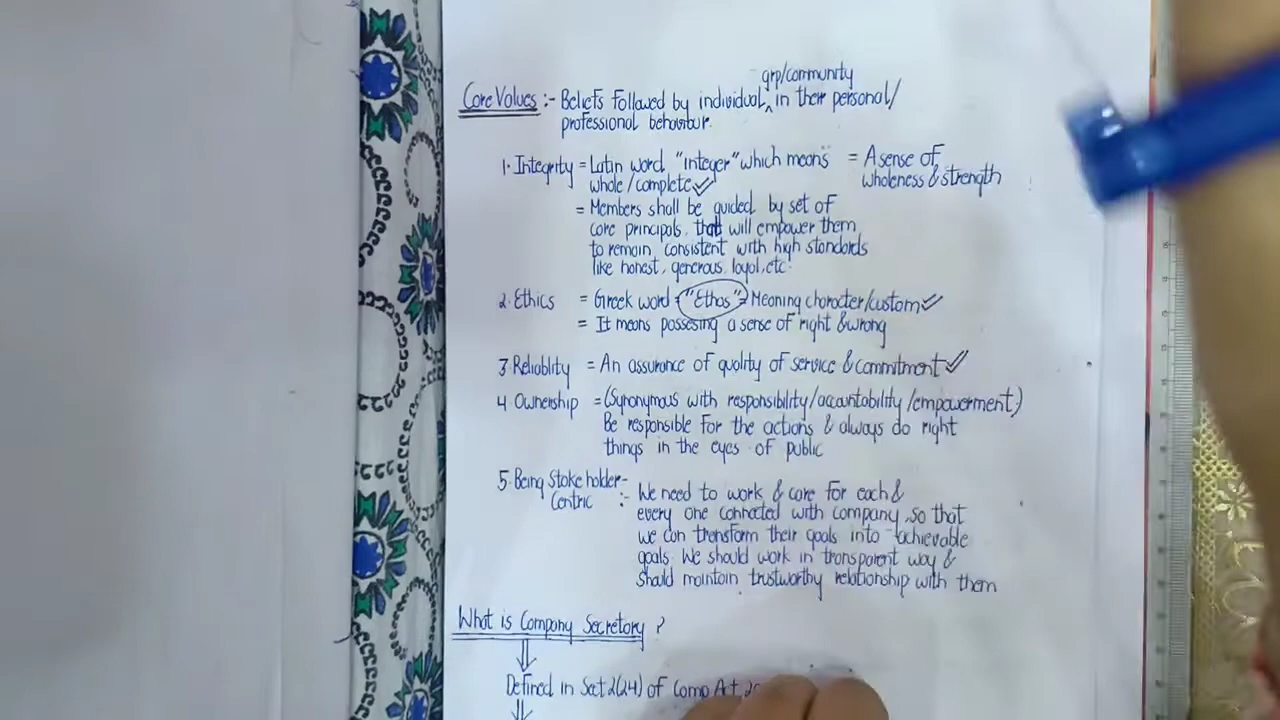 grp/community
Core Values :- Beliefs followed by individual ^ in their personal/
professional behaviour.
1. Integrity = Latin word "integer" which means = A sense of
whole/complete ✓ wholeness & strength
= Members shall be guided by set of
core principals, that will empower them
to remain consistent with high standards
like honest, generous, loyal, etc.
2. Ethics = Greek word - "Ethos" = Meaning character/custom ✓
= It means possesing a sense of right & wrong
3 Reliablity = An assurance of quality of service & commitment ✓
4 Ownership = (Synonymous with responsibility/accountability/empowerment)
Be responsible for the actions & always do right
things in the eyes of public
5. Being Stake holder-
Centric :- We need to work & care for each &
every one connected with company, so that
we can transform their goals into achievable
goals. We should work in transparent way &
should maintain trustworthy relationship with them
What is Company Secretary ?
Defined in Sect 2(24) of Comp Act,